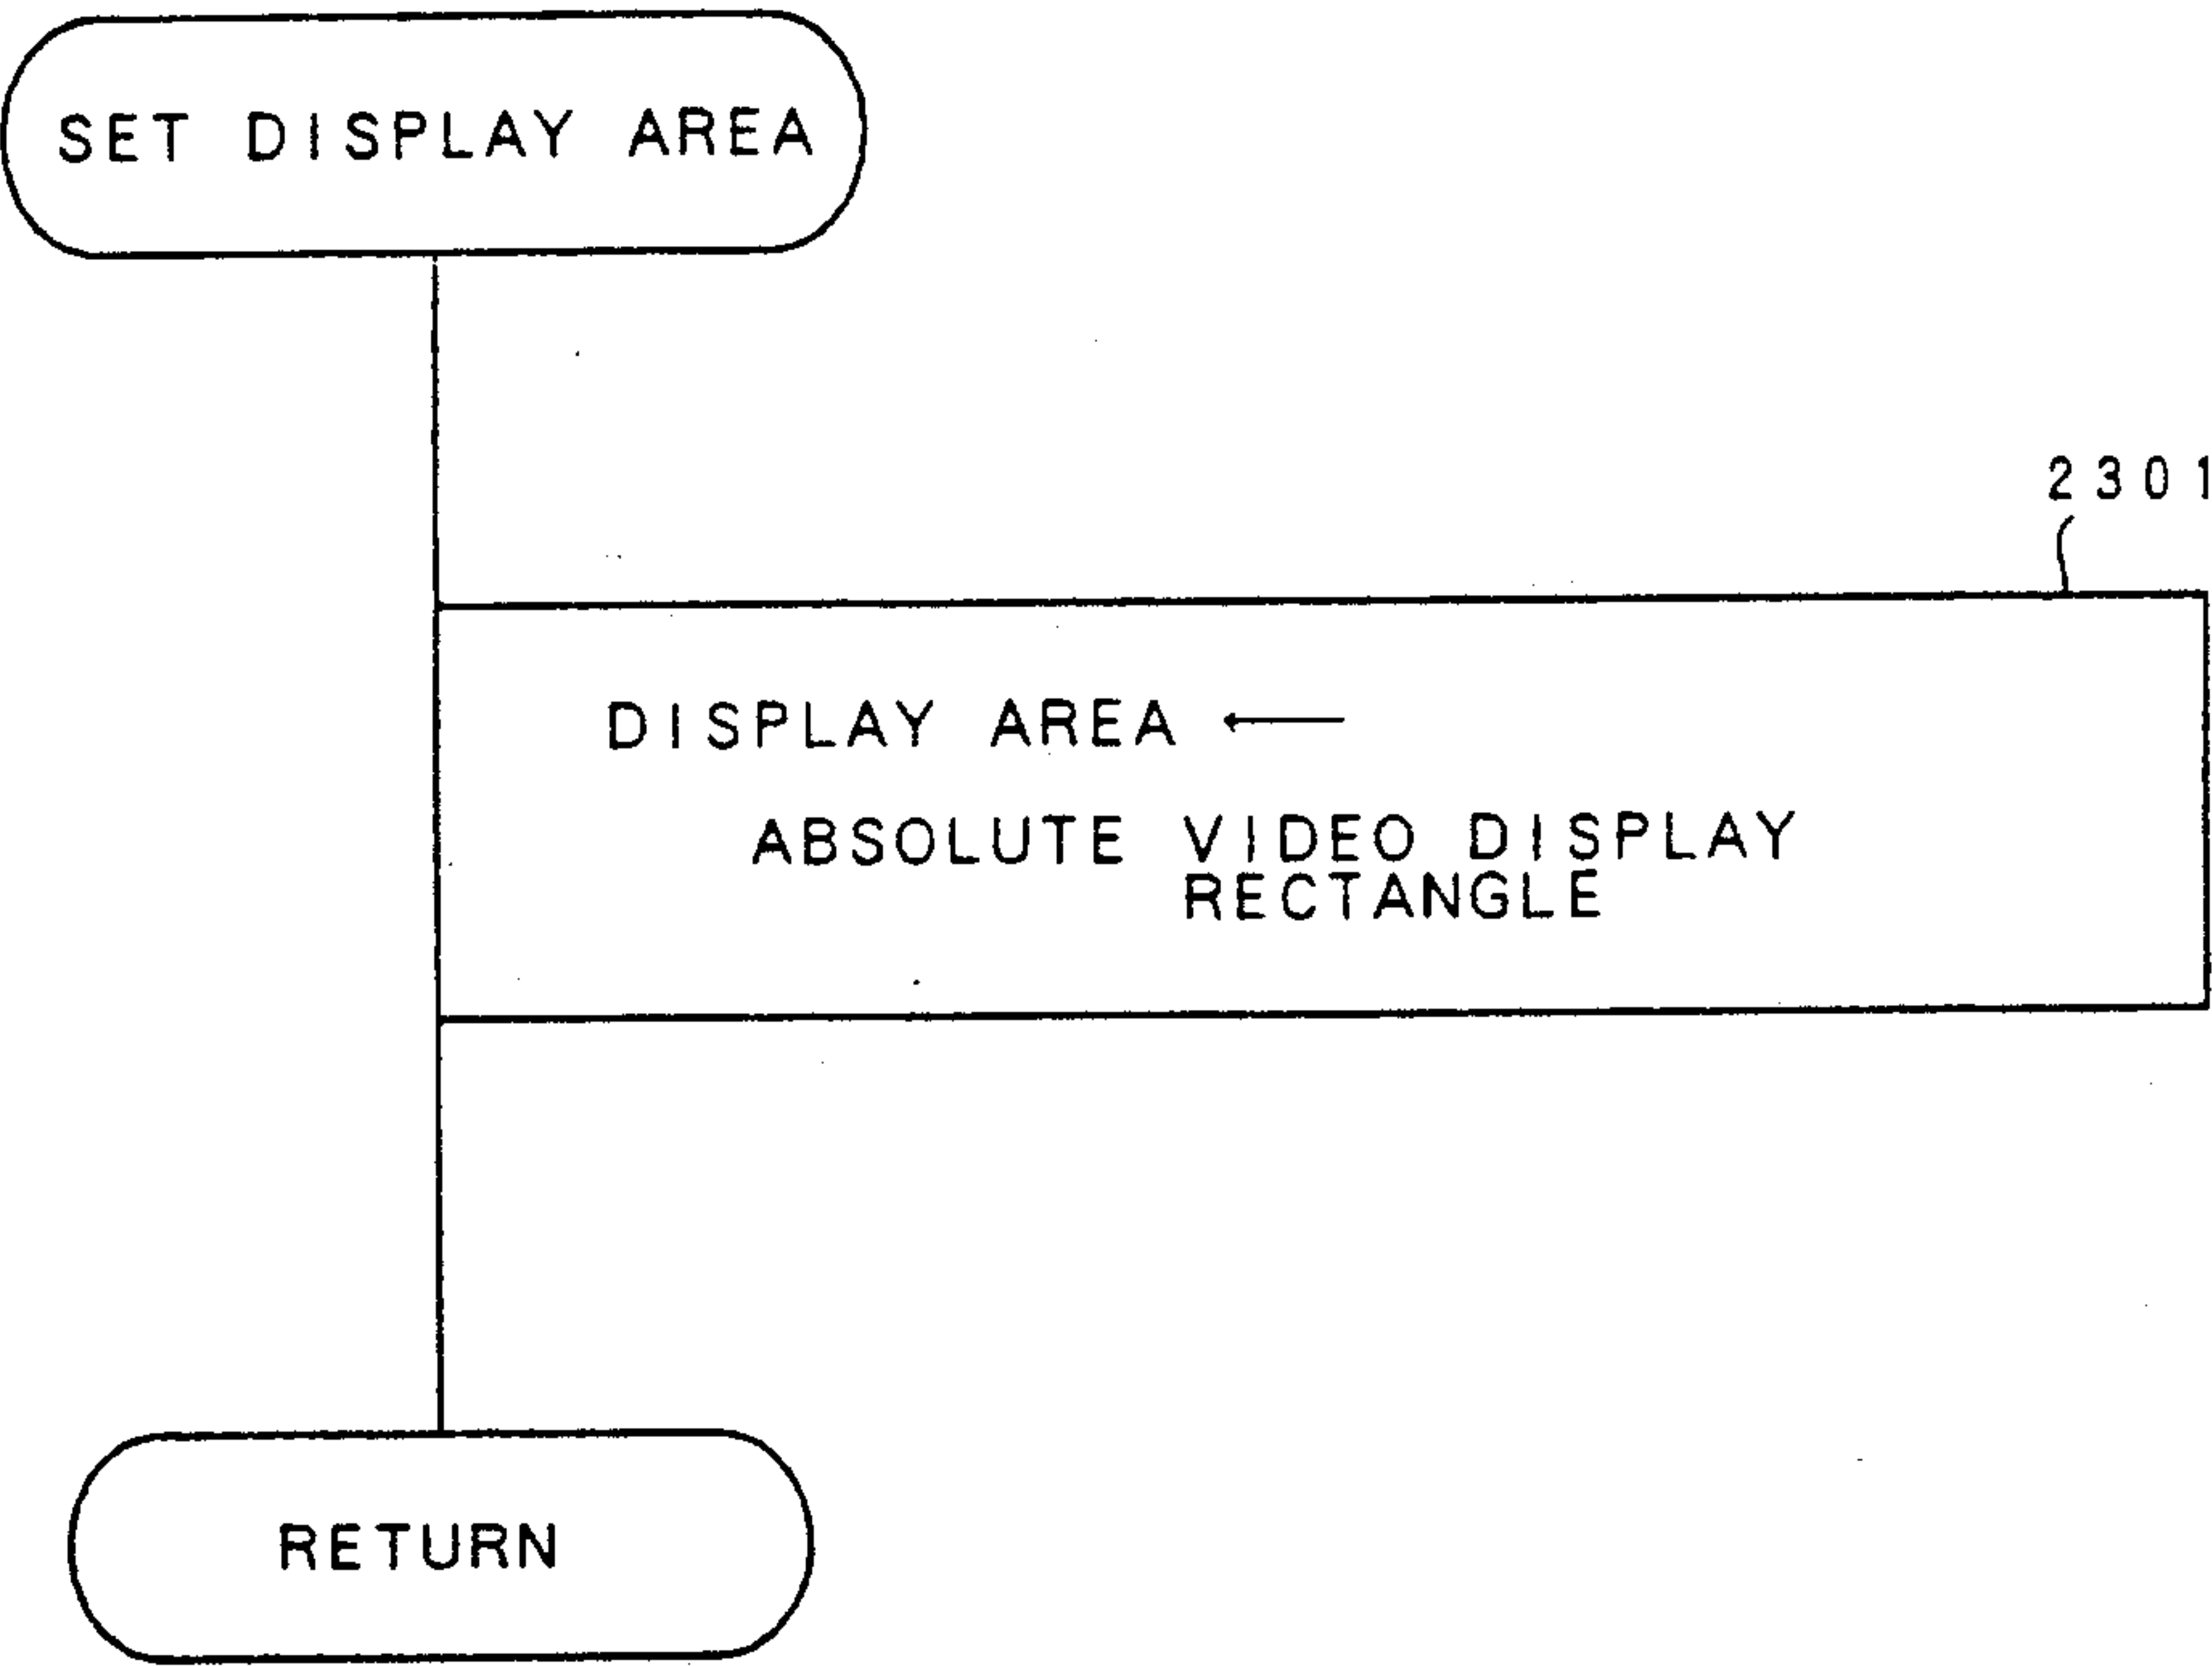 SET DISPLAY AREA
2301
DISPLAY AREA ←
ABSOLUTE VIDEO DISPLAY
RECTANGLE
RETURN